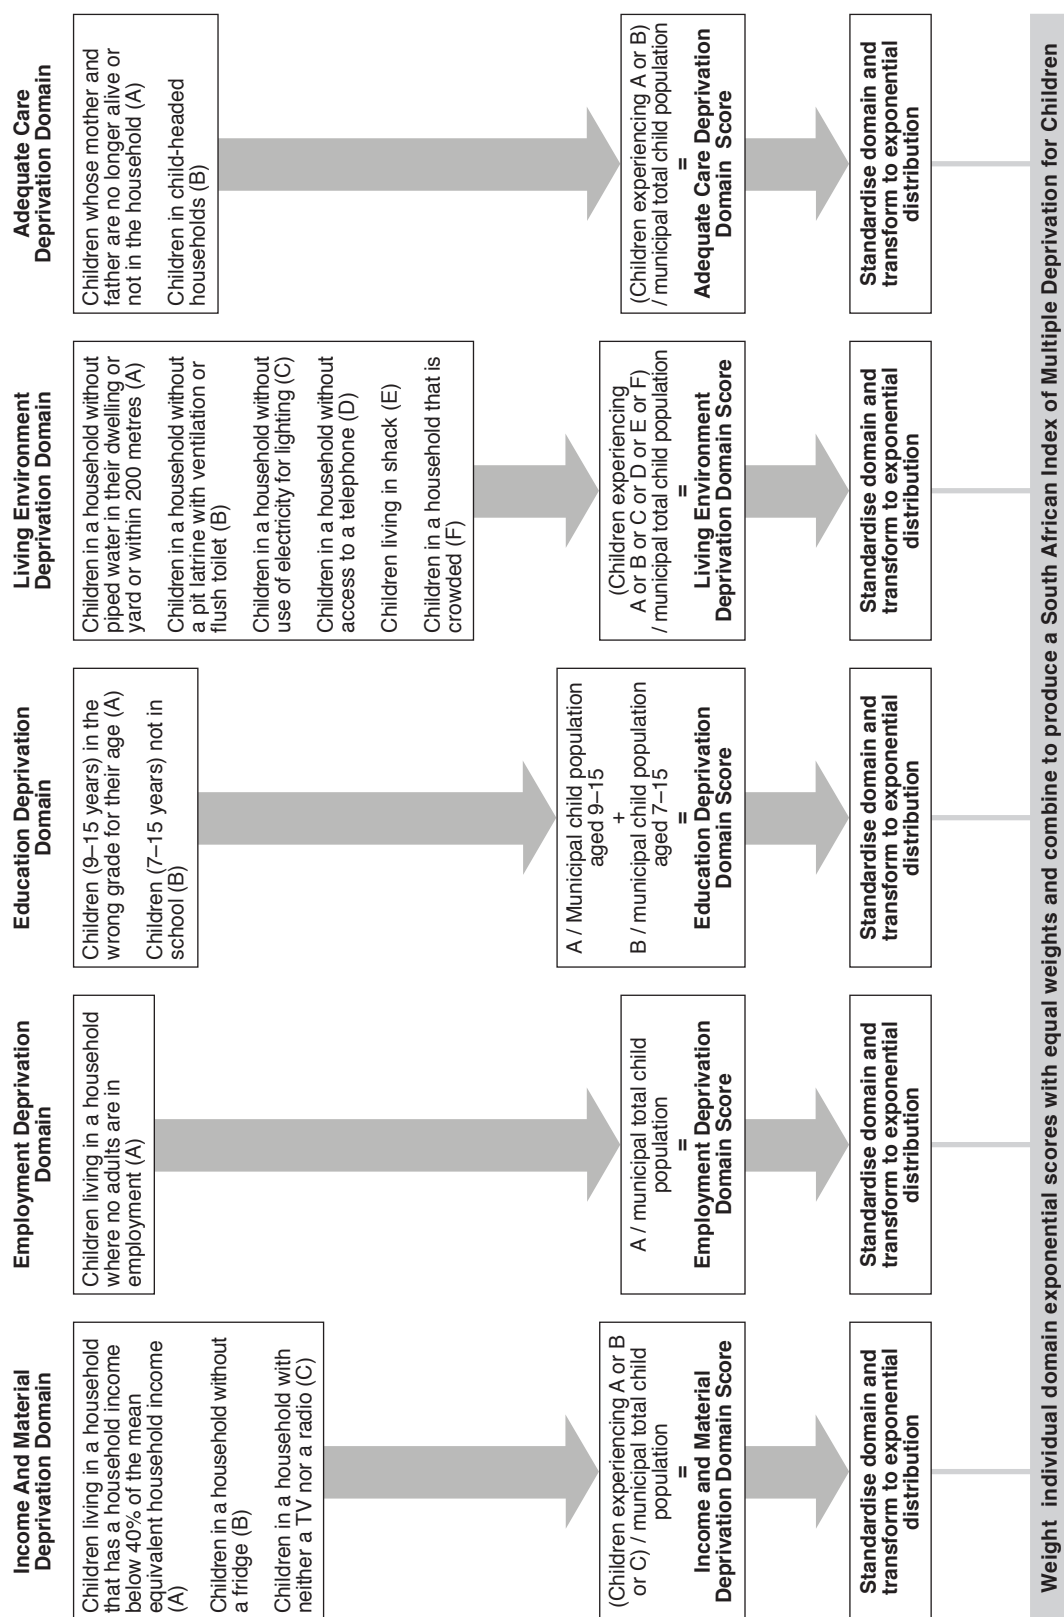 Income And Material
Deprivation Domain
Children living in a household
that has a household income
below 40% of the mean
equivalent household income
(A)
Children in a household without
a fridge (B)
Children in a household with
neither a TV nor a radio (C)
(Children experiencing A or B
or C) / municipal total child
population
=
Income and Material
Deprivation Domain Score
Standardise domain and
transform to exponential
distribution
Employment Deprivation
Domain
Children living in a household
where no adults are in
employment (A)
A / municipal total child
population
=
Employment Deprivation
Domain Score
Standardise domain and
transform to exponential
distribution
Education Deprivation
Domain
Children (9–15 years) in the
wrong grade for their age (A)
Children (7–15 years) not in
school (B)
A / Municipal child population
aged 9–15
+
B / municipal child population
aged 7–15
=
Education Deprivation
Domain Score
Standardise domain and
transform to exponential
distribution
Living Environment
Deprivation Domain
Children in a household without
piped water in their dwelling or
yard or within 200 metres (A)
Children in a household without
a pit latrine with ventilation or
flush toilet (B)
Children in a household without
use of electricity for lighting (C)
Children in a household without
access to a telephone (D)
Children living in shack (E)
Children in a household that is
crowded (F)
(Children experiencing
A or B or C or D or E or F)
/ municipal total child population
=
Living Environment
Deprivation Domain Score
Standardise domain and
transform to exponential
distribution
Adequate Care
Deprivation Domain
Children whose mother and
father are no longer alive or
not in the household (A)
Children in child-headed
households (B)
(Children experiencing A or B)
/ municipal total child population
=
Adequate Care Deprivation
Domain Score
Standardise domain and
transform to exponential
distribution
Weight individual domain exponential scores with equal weights and combine to produce a South African Index of Multiple Deprivation for Children